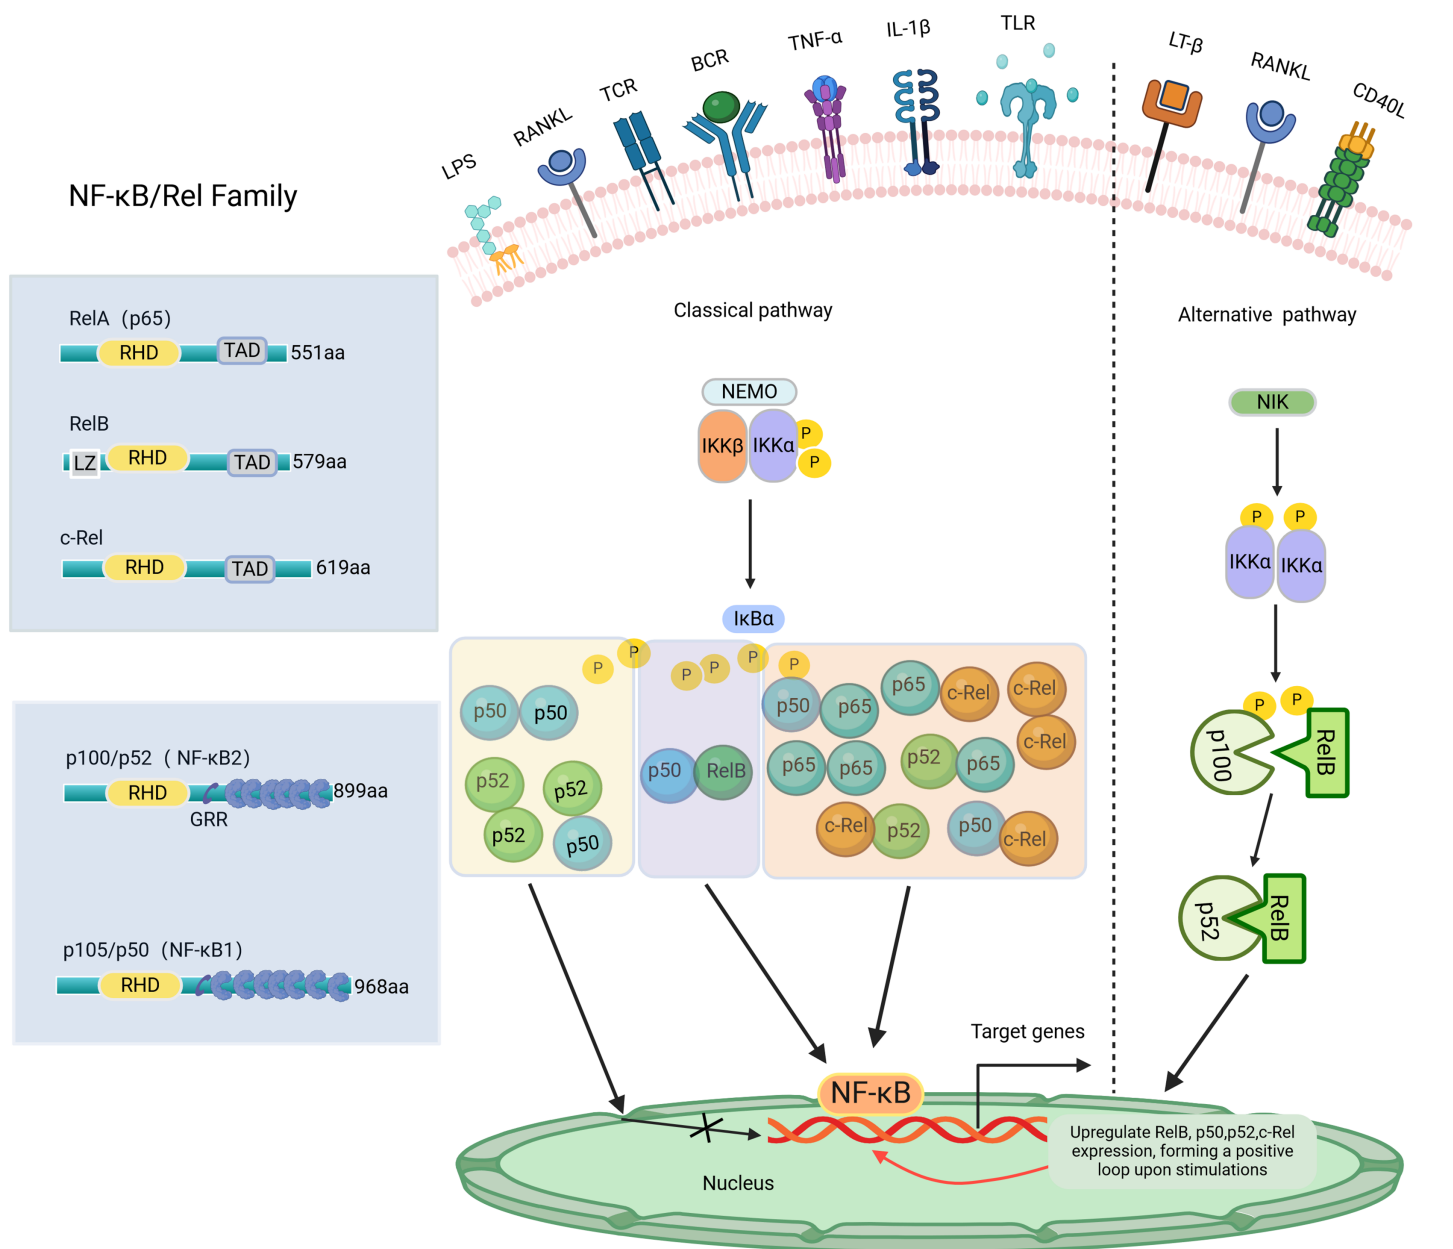 NF-κB/Rel Family
RelA (p65)
RHD
TAD
551aa
RelB
LZ
RHD
TAD
579aa
c-Rel
RHD
TAD
619aa
p100/p52 ( NF-κB2)
RHD
899aa
GRR
p105/p50 (NF-κB1)
RHD
968aa
LPS
RANKL
TCR
BCR
TNF-α
IL-1β
TLR
LT-β
RANKL
CD40L
Classical pathway
NEMO
IKKβ
IKKα
P
P
IκBα
P
P
P
P
P
P
p50
p50
p52
p52
p52
p50
p50
RelB
p50
p65
p65
c-Rel
c-Rel
c-Rel
p65
p65
p52
p65
c-Rel
p52
p50
c-Rel
Alternative pathway
NIK
P
P
IKKα
IKKα
P
P
p100
RelB
p52
RelB
Target genes
NF-κB
Upregulate RelB, p50,p52,c-Rel
expression, forming a positive
loop upon stimulations
Nucleus